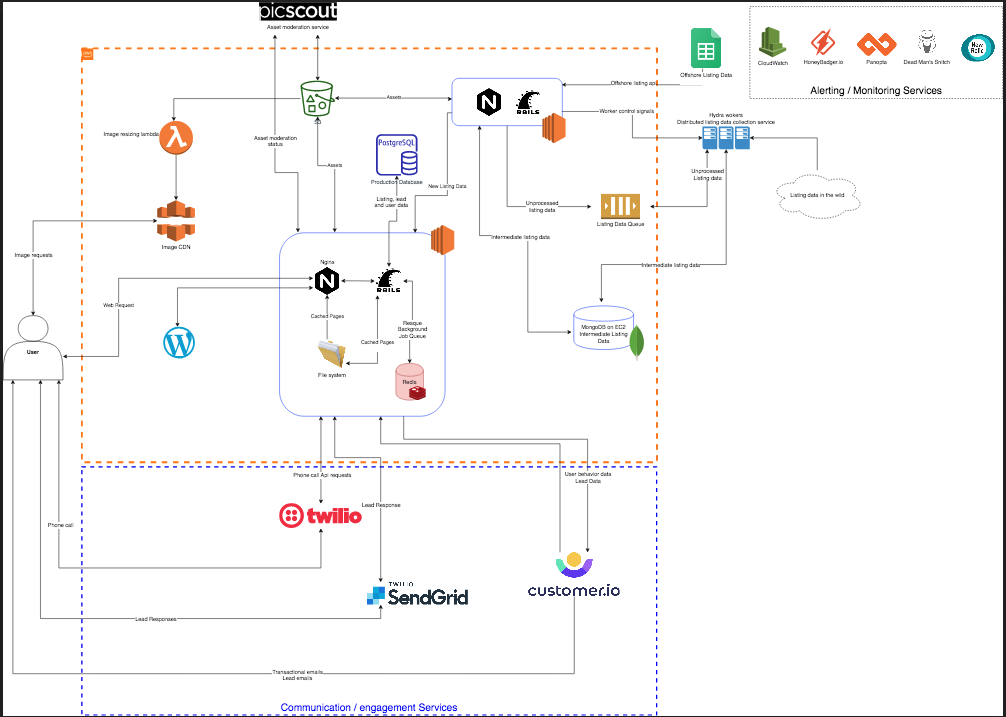 picscout
Asset moderation service
CloudWatch
HoneyBadger.io
Panopta
Dead Man's Snitch
New
Relic
Alerting / Monitoring Services
aws
Offshore Listing Data
Offshore listing api
Assets
N
RAILS
Worker control signals
Hydra wokers
Distributed listing data collection service
Image resizing lambda
Asset moderation
status
PostgreSQL
Production Database
Assets
New Listing Data
Unprocessed
Listing data
Listing data in the wild
Listing, lead
and user data
Unprocessed
listing data
Listing Data Queue
Image CDN
Intermediate listing data
Image requests
Nginx
N
RAILS
Intermediate listing data
Web Request
Cached Pages
Resque
Background
Job Queue
MongoDB on EC2
Intermediate Listing
Data
User
W
Cached Pages
File system
Redis
Phone call Api requests
User behavior data
Lead Data
Lead Response
Phone call
twilio
TWILIO
SendGrid
customer.io
Lead Responses
Transactional emails
Lead emails
Communication / engagement Services